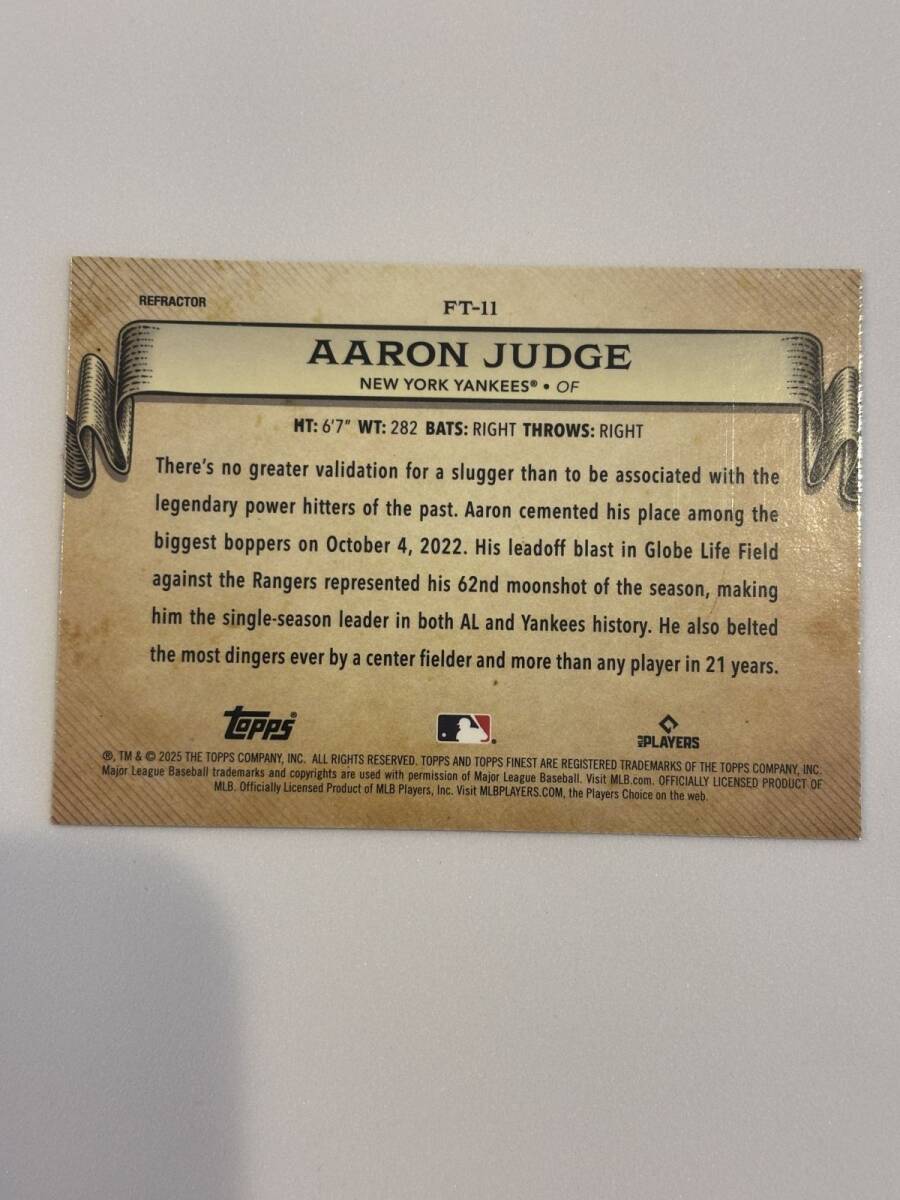 REFRACTOR
FT-11
AARON JUDGE
NEW YORK YANKEES® • OF
HT: 6'7" WT: 282 BATS: RIGHT THROWS: RIGHT
There's no greater validation for a slugger than to be associated with the
legendary power hitters of the past. Aaron cemented his place among the
biggest boppers on October 4, 2022. His leadoff blast in Globe Life Field
against the Rangers represented his 62nd moonshot of the season, making
him the single-season leader in both AL and Yankees history. He also belted
the most dingers ever by a center fielder and more than any player in 21 years.
topps®
MLB PLAYERS
®, TM & © 2025 THE TOPPS COMPANY, INC. ALL RIGHTS RESERVED. TOPPS AND TOPPS FINEST ARE REGISTERED TRADEMARKS OF THE TOPPS COMPANY, INC.
Major League Baseball trademarks and copyrights are used with permission of Major League Baseball. Visit MLB.com. OFFICIALLY LICENSED PRODUCT OF
MLB. Officially Licensed Product of MLB Players, Inc. Visit MLBPLAYERS.COM, the Players Choice on the web.